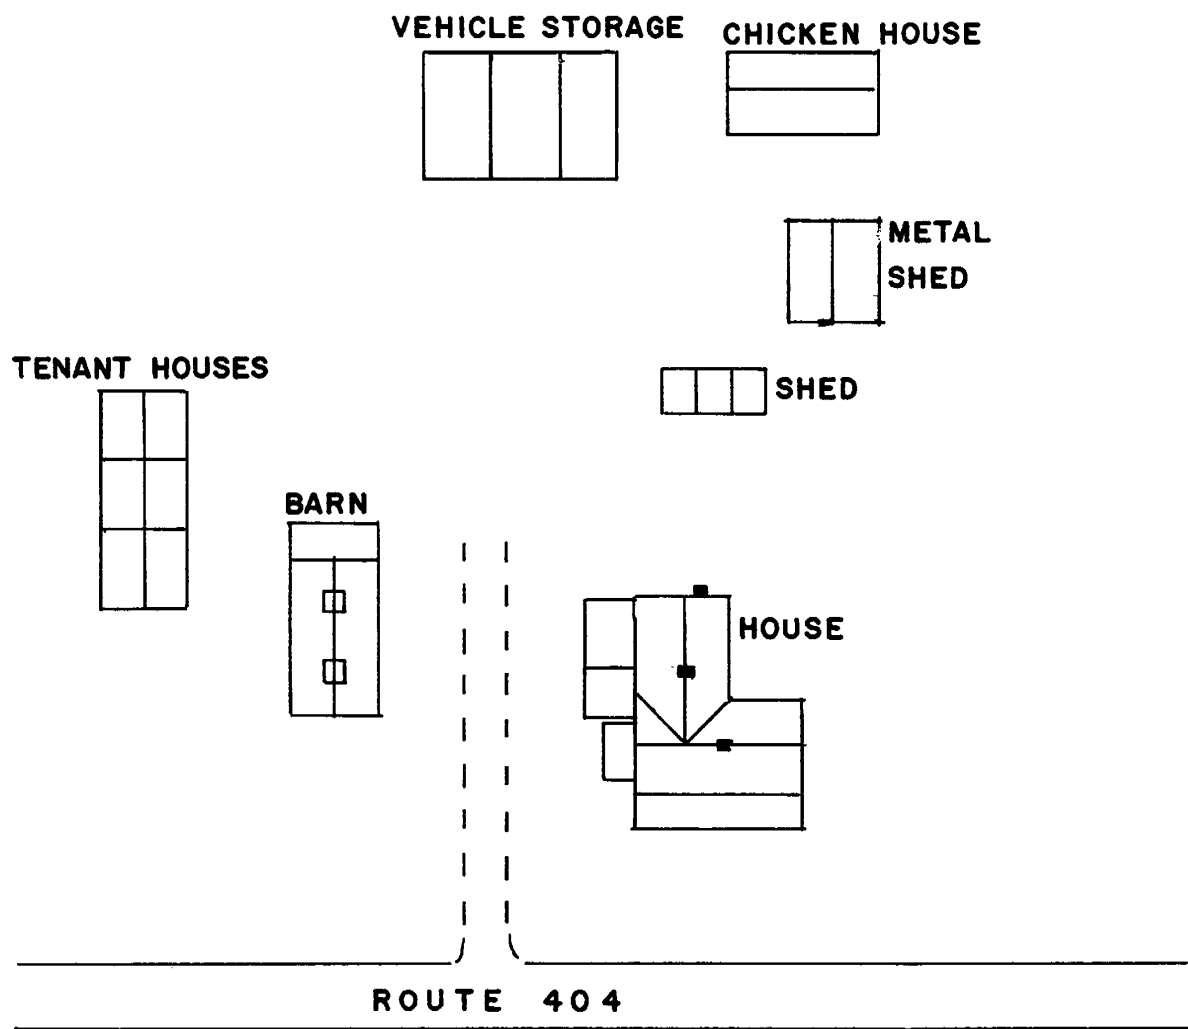 VEHICLE STORAGE
CHICKEN HOUSE
METAL
SHED
TENANT HOUSES
SHED
BARN
HOUSE
ROUTE 404